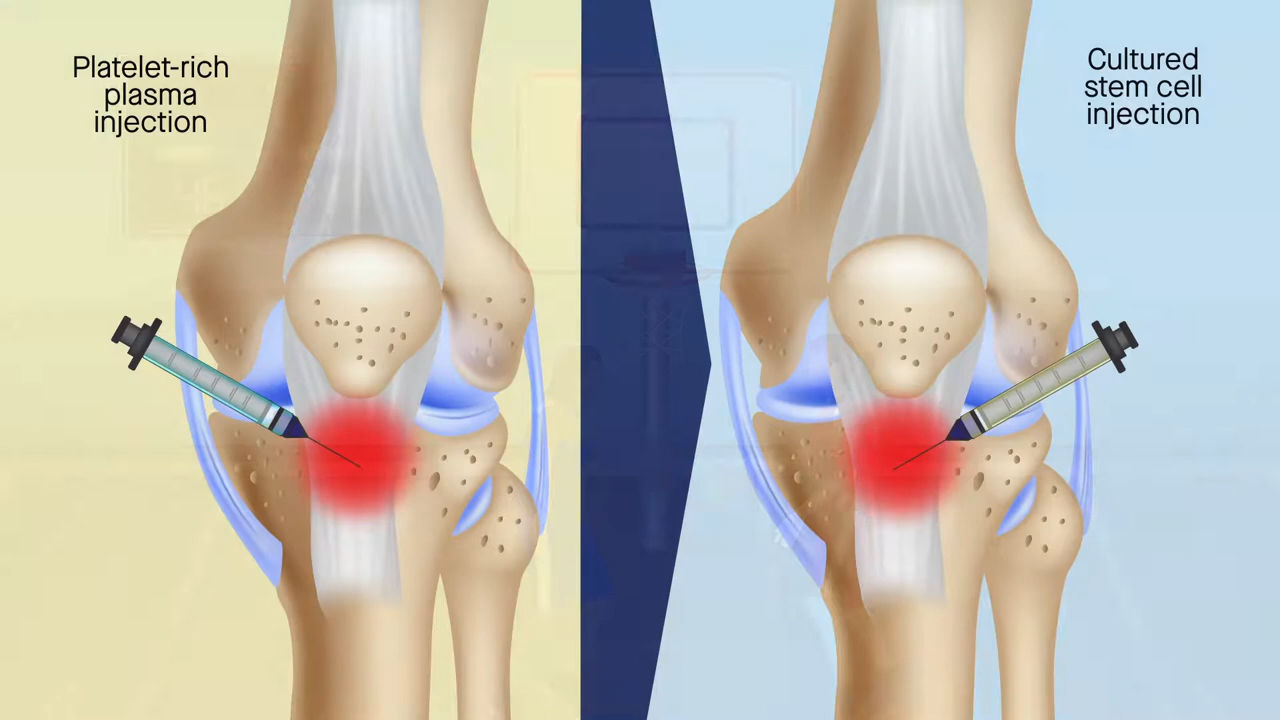 Platelet-rich
plasma
injection
Cultured
stem cell
injection